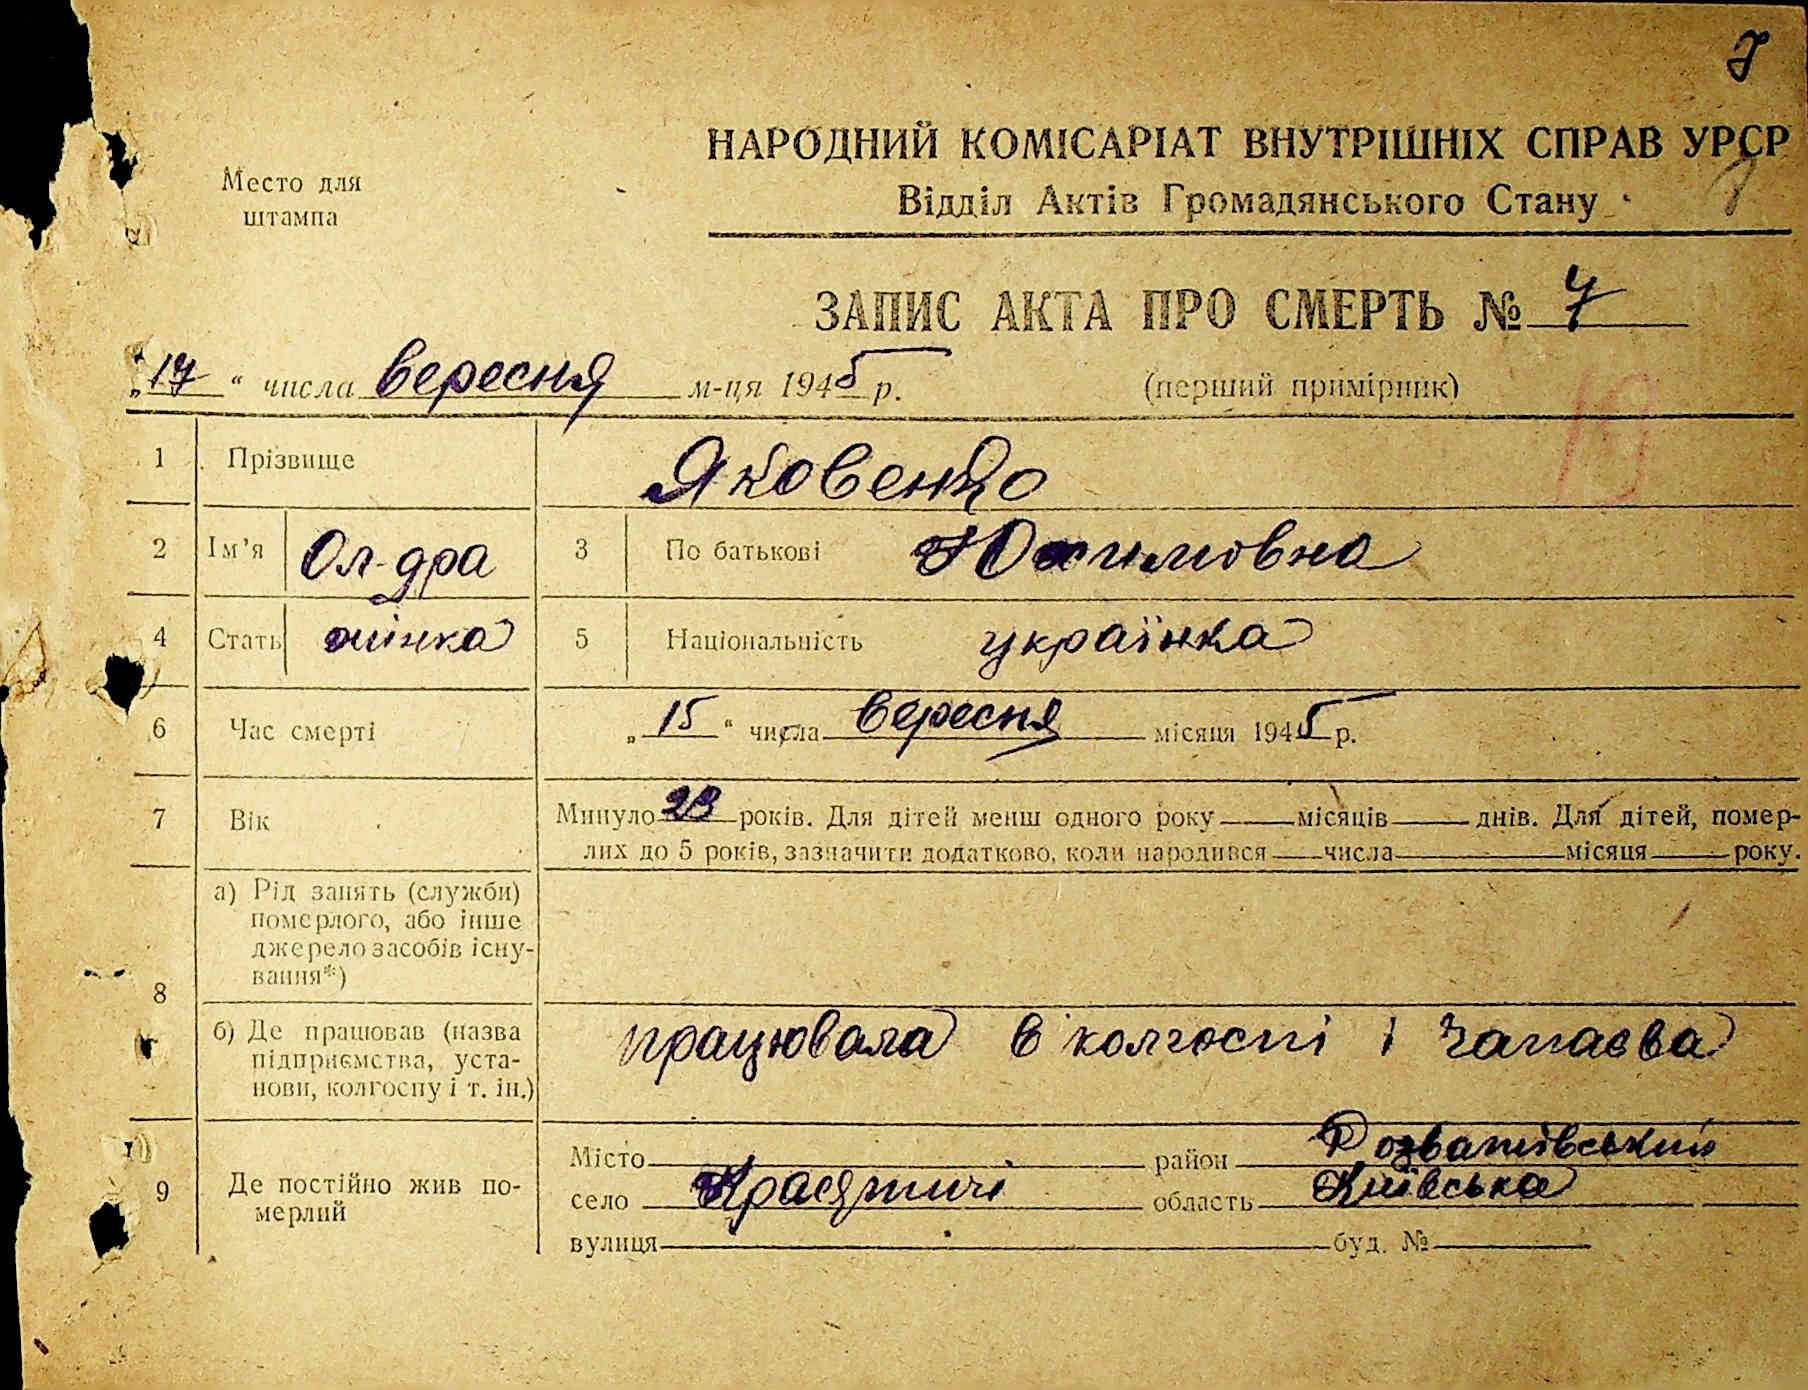 7
НАРОДНИЙ КОМІСАРІАТ ВНУТРІШНІХ СПРАВ УРСР
Место для
штампа
Відділ Актів Громадянського Стану
ЗАПИС АКТА ПРО СМЕРТЬ № 7
„17“ числа вересня м-ця 1945 р. (перший примірник)
1 Прізвище Яковенко
2 Ім'я Ол-дра 3 По батькові Юхимовна
4 Стать жінка 5 Національність українка
6 Час смерті „15“ числа вересня місяця 1945 р.
7 Вік Минуло 23 років. Для дітей менш одного року місяців днів. Для дітей, помер-
лих до 5 років, зазначити додатково, коли народився числа місяця року.
8 а) Рід занять (служби)
померлого, або інше
джерело засобів існу-
вання*)
б) Де працював (назва
підприємства, уста-
нови, колгоспу і т. ін.)
працювала в колгоспі і Чапаєва
9 Де постійно жив по-
мерлий
Місто район Розважівський
село Красятичі область Київська
вулиця буд. №